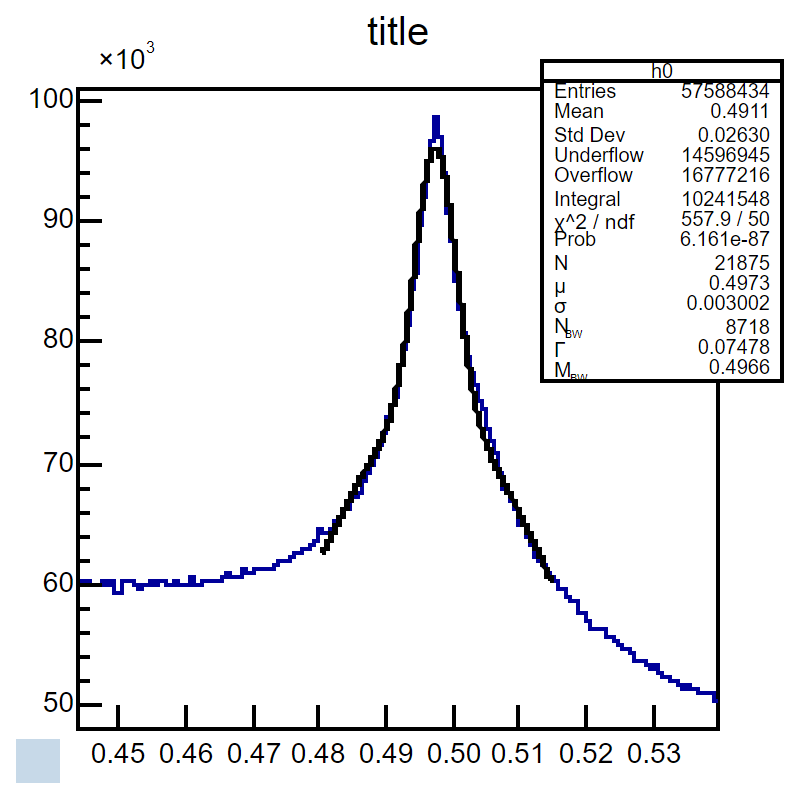 title
×10³
h0
Entries 57588434
Mean 0.4911
Std Dev 0.02630
Underflow 14596945
Overflow 16777216
Integral 10241548
χ^2 / ndf 557.9 / 50
Prob 6.161e-87
N 21875
μ 0.4973
σ 0.003002
N_BW 8718
Γ 0.07478
M_BW 0.4966
100
90
80
70
60
50
0.45 0.46 0.47 0.48 0.49 0.50 0.51 0.52 0.53